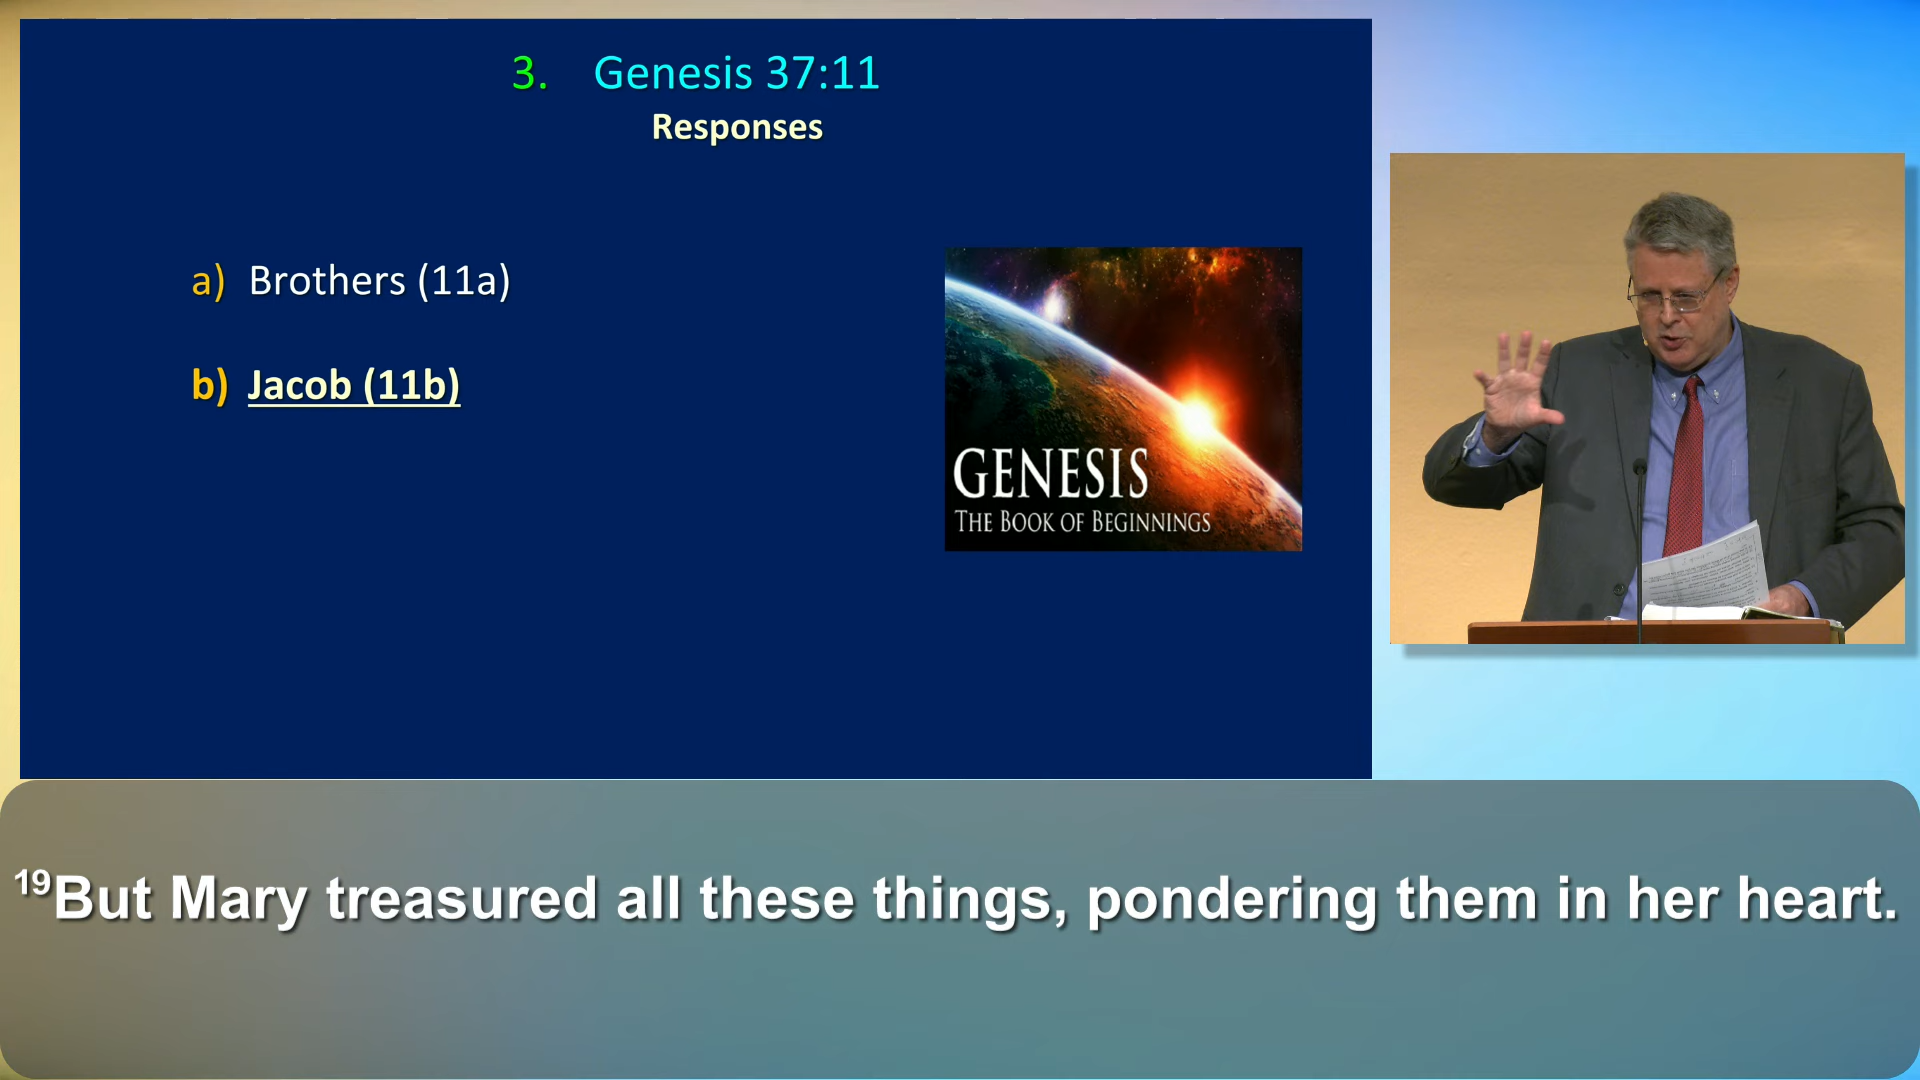 3. Genesis 37:11
Responses
a) Brothers (11a)
b) Jacob (11b)
GENESIS
THE BOOK OF BEGINNINGS
19But Mary treasured all these things, pondering them in her heart.